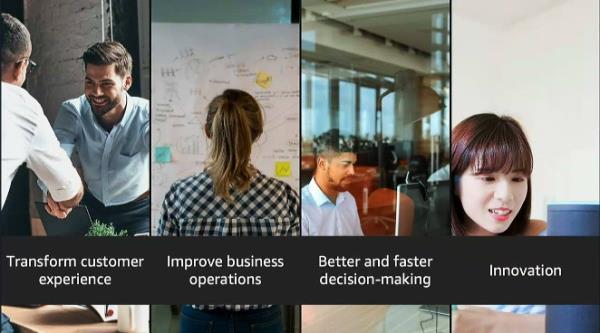 Transform customer
experience
Improve business
operations
Better and faster
decision-making
Innovation